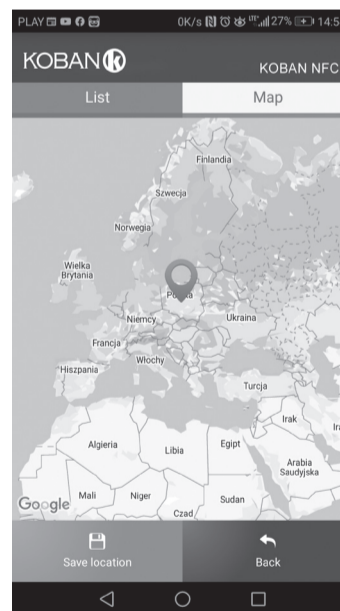 PLAY 0K/s 27% 14:5
KOBAN k
KOBAN NFC
List Map
Finlandia
Szwecja
Norwegia
Wielka
Brytania
Niemcy Ukraina
Francja
Włochy
Hiszpania
Turcja
Irak
Algieria Libia Egipt
Arabia
Saudyjska
Google Mali Niger Sudan
Czad
Save location Back